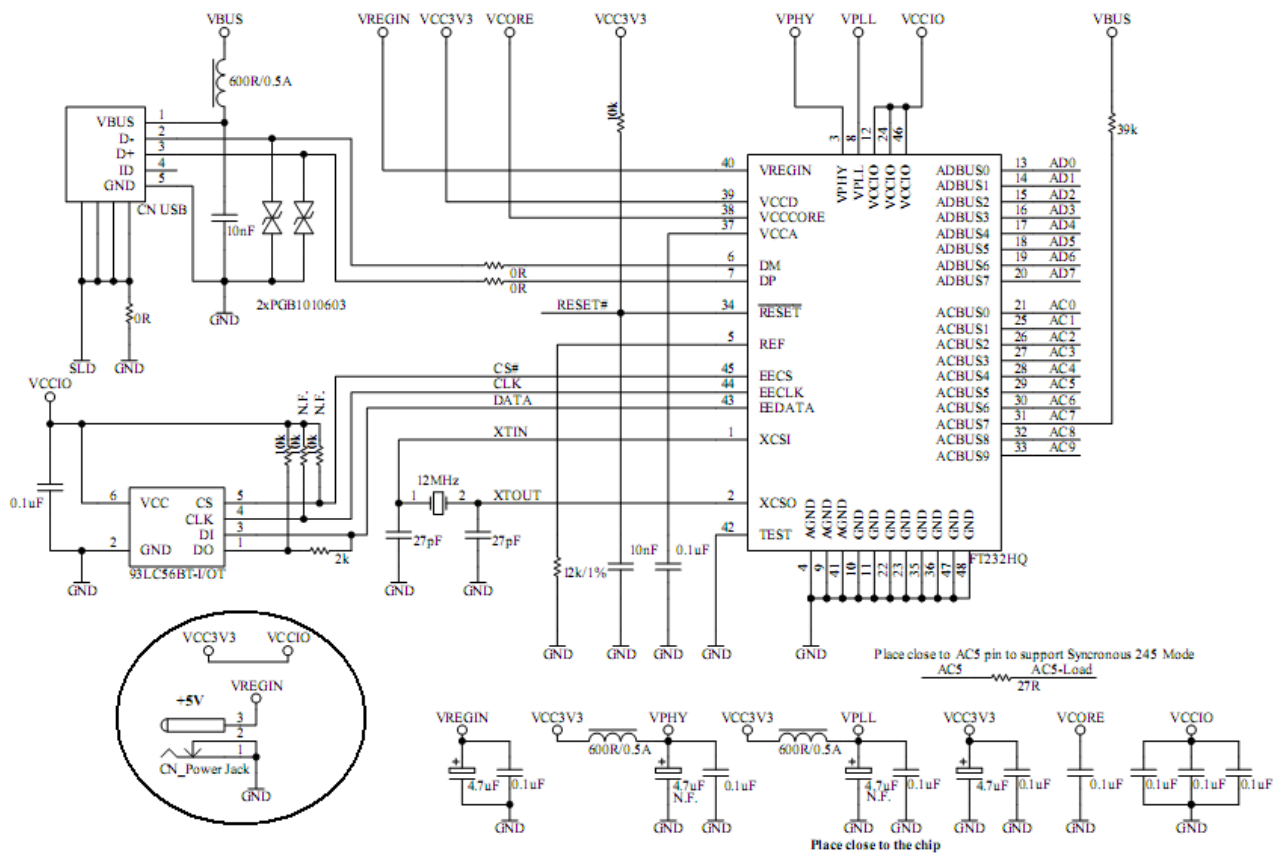 VBUS VREGIN VCC3V3 VCORE VCC3V3 VPHY VPLL VCCIO VBUS
600R/0.5A
10k
39k
VBUS 1
D- 2
D+ 3
ID 4
GND 5
CN USB
10nF
2xPGB1010603
GND
0R
SLD GND
0R
0R
RESET#
3 8 12 24 46
VPHY VPLL VCCIO VCCIO VCCIO
40 VREGIN
39 VCCD
38 VCCCORE
37 VCCA
6 DM
7 DP
34 RESET
5 REF
45 EECS
44 EECLK
43 EEDATA
1 XCSI
2 XCSO
42 TEST
ADBUS0 13 AD0
ADBUS1 14 AD1
ADBUS2 15 AD2
ADBUS3 16 AD3
ADBUS4 17 AD4
ADBUS5 18 AD5
ADBUS6 19 AD6
ADBUS7 20 AD7
ACBUS0 21 AC0
ACBUS1 25 AC1
ACBUS2 26 AC2
ACBUS3 27 AC3
ACBUS4 28 AC4
ACBUS5 29 AC5
ACBUS6 30 AC6
ACBUS7 31 AC7
ACBUS8 32 AC8
ACBUS9 33 AC9
AGND AGND AGND GND GND GND GND GND GND GND GND
4 9 41 10 11 22 23 35 36 47 48
FT232HQ
GND
CS#
CLK
DATA
XTIN
XTOUT
VCCIO
N.F.
N.F.
10k
10k
10k
0.1uF
6 VCC CS 5
CLK 4
DI 3
2 GND DO 1
2k
93LC56BT-I/OT
GND
12MHz
1 2
27pF 27pF
GND GND
12k/1%
10nF
0.1uF
GND GND GND GND
VCC3V3 VCCIO
VREGIN
+5V
3
2
1
CN_Power Jack
GND
Place close to AC5 pin to support Syncronous 245 Mode
AC5 AC5-Load
27R
VREGIN VCC3V3 VPHY VCC3V3 VPLL VCC3V3 VCORE VCCIO
600R/0.5A 600R/0.5A
+ 4.7uF 0.1uF
+ 4.7uF N.F. 0.1uF
+ 4.7uF N.F. 0.1uF
+ 4.7uF 0.1uF
0.1uF
0.1uF 0.1uF 0.1uF
GND GND GND GND GND GND GND GND GND
Place close to the chip